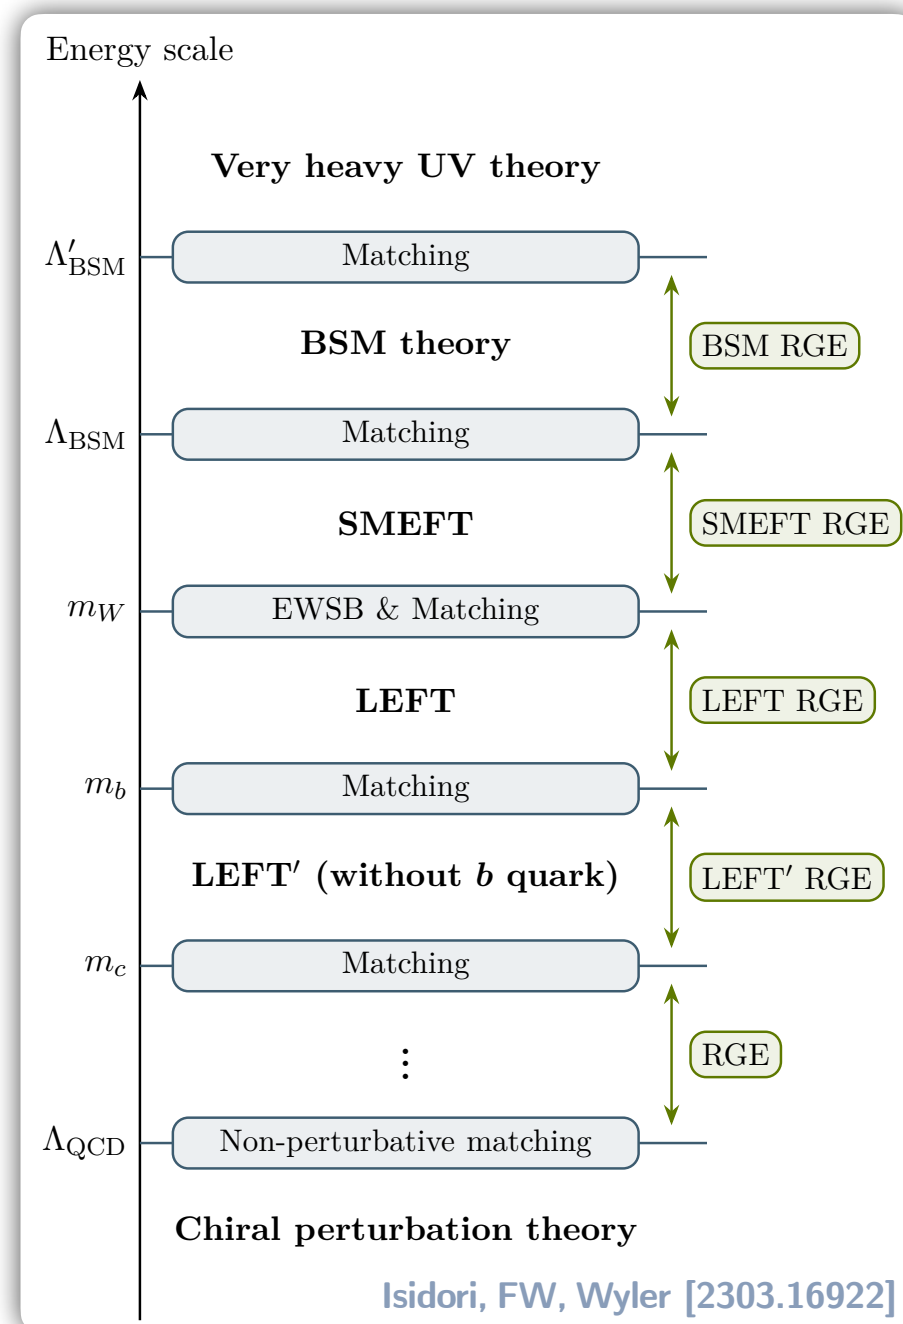 Energy scale
Very heavy UV theory
Λ′BSM
Matching
BSM theory
BSM RGE
ΛBSM
Matching
SMEFT
SMEFT RGE
mW
EWSB & Matching
LEFT
LEFT RGE
mb
Matching
LEFT′ (without b quark)
LEFT′ RGE
mc
Matching
⋮
RGE
ΛQCD
Non-perturbative matching
Chiral perturbation theory
Isidori, FW, Wyler [2303.16922]